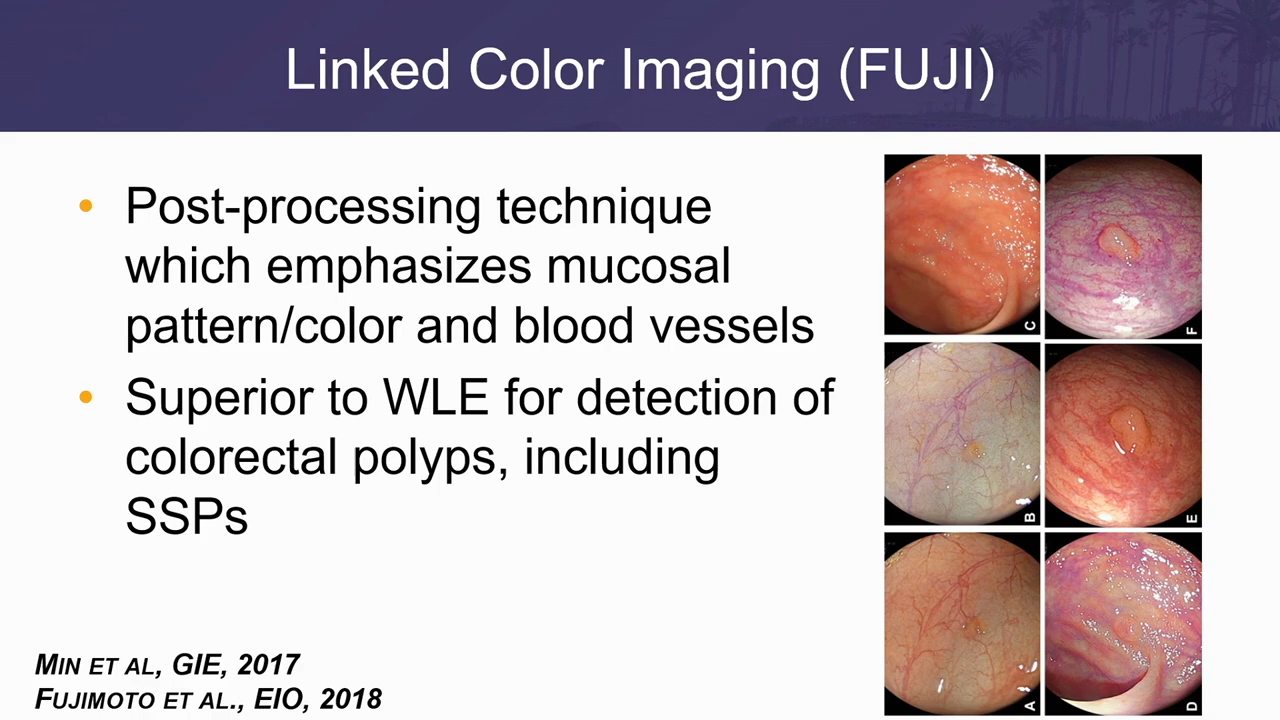 Linked Color Imaging (FUJI)
• Post-processing technique
which emphasizes mucosal
pattern/color and blood vessels
• Superior to WLE for detection of
colorectal polyps, including
SSPs
MIN ET AL, GIE, 2017
FUJIMOTO ET AL., EIO, 2018
C
F
B
E
A
D